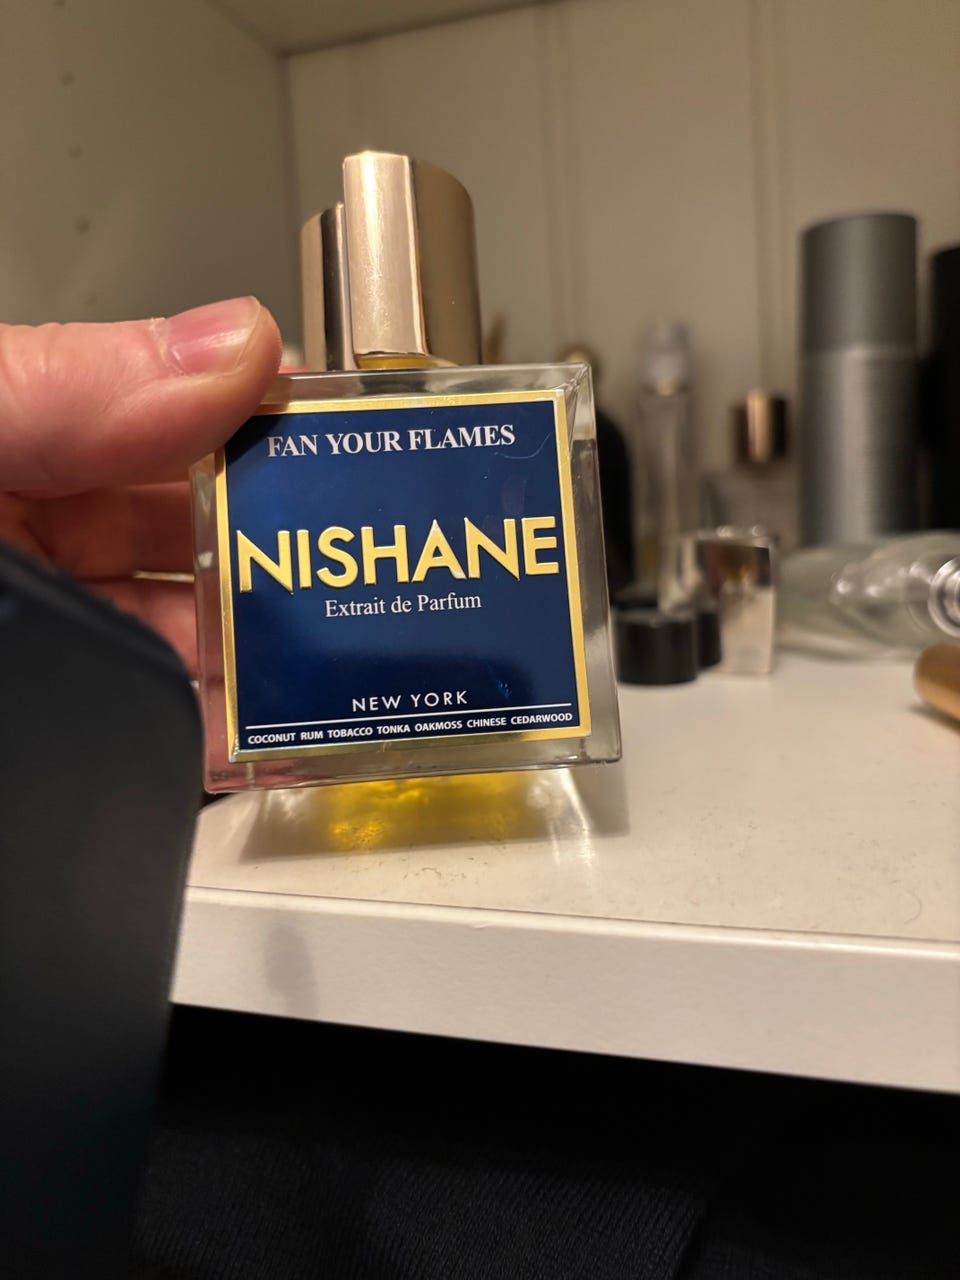 FAN YOUR FLAMES
NISHANE
Extrait de Parfum
NEW YORK
COCONUT RUM TOBACCO TONKA OAKMOSS CHINESE CEDARWOOD